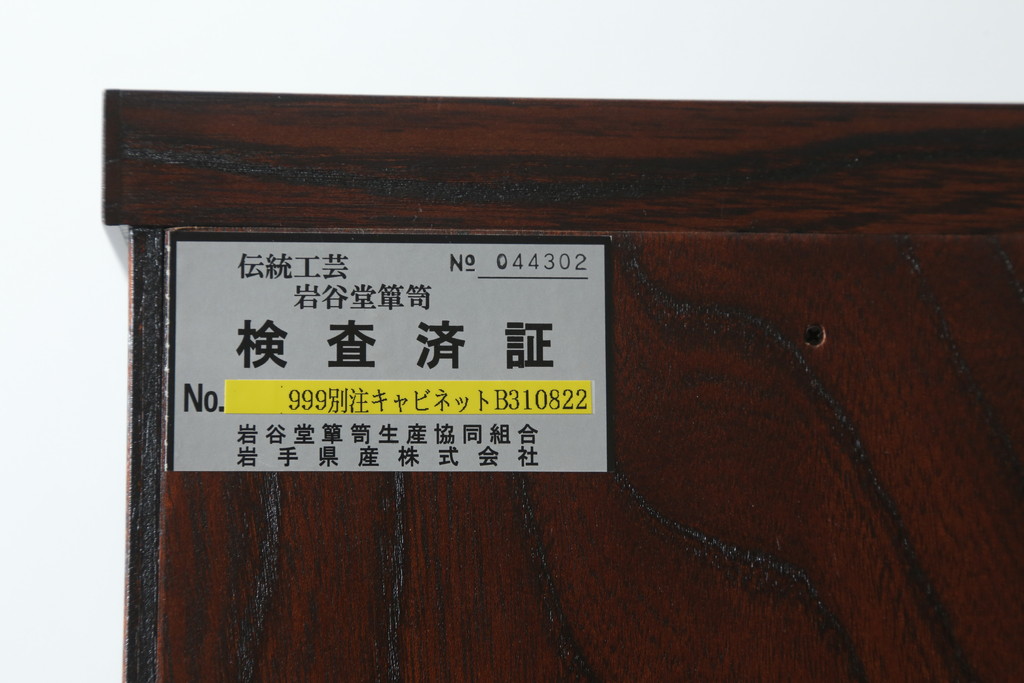 伝統工芸 № 044302
岩谷堂簞笥
検査済証
No. 999別注キャビネットB310822
岩谷堂簞笥生産協同組合
岩手県産株式会社